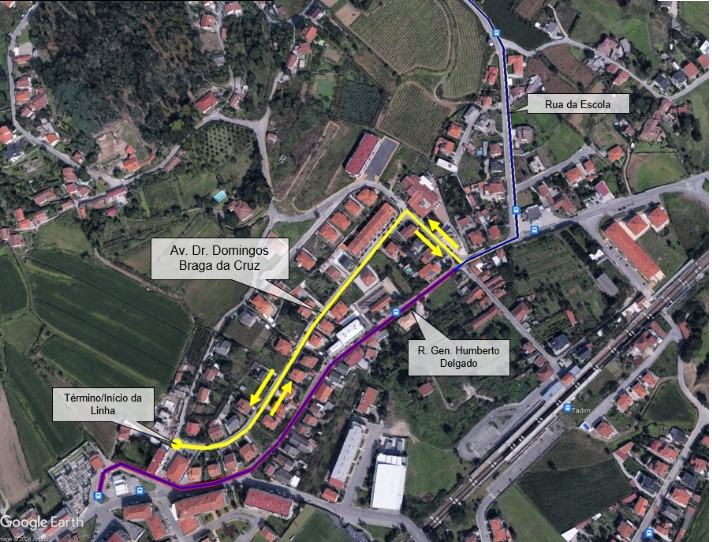 Rua da Escola
Av. Dr. Domingos
Braga da Cruz
R. Gen. Humberto
Delgado
Término/Início da
Linha
Tadim
Google Earth